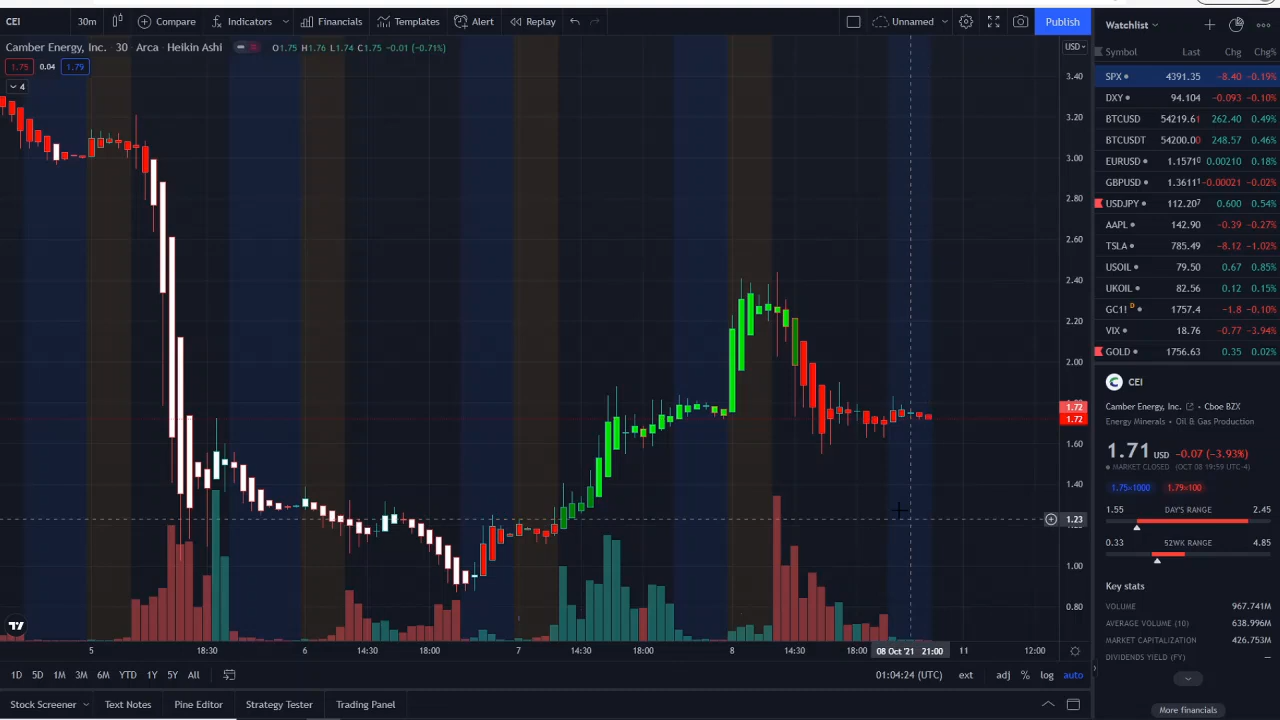 CEI 30m Compare Indicators Financials Templates Alert Replay Unnamed Publish
Camber Energy, Inc. · 30 Arca · Heikin Ashi O1.75 H1.76 L1.74 C1.75 -0.01 (-0.71%)
1.75 0.04 1.79
4
USD
3.40
3.20
3.00
2.80
2.60
2.40
2.20
2.00
1.72
1.72
1.60
1.40
1.23
1.00
0.80
5 18:30 6 14:30 18:00 7 14:30 18:00 8 14:30 18:00 08 Oct '21 21:00 11 12:00
1D 5D 1M 3M 6M YTD 1Y 5Y All 01:04:24 (UTC) ext adj % log auto
Stock Screener Text Notes Pine Editor Strategy Tester Trading Panel
Watchlist
Symbol Last Chg Chg%
SPX 4391.35 -8.40 -0.19%
DXY 94.104 -0.093 -0.10%
BTCUSD 54219.61 262.40 0.49%
BTCUSDT 54200.00 248.57 0.46%
EURUSD 1.15710 0.00210 0.18%
GBPUSD 1.36111 -0.00021 -0.02%
USDJPY 112.207 0.600 0.54%
AAPL 142.90 -0.39 -0.27%
TSLA 785.49 -8.12 -1.02%
USOIL 79.50 0.67 0.85%
UKOIL 82.56 0.12 0.15%
GC1! D 1757.4 -1.8 -0.10%
VIX 18.76 -0.77 -3.94%
GOLD 1756.63 0.35 0.02%
CEI
Camber Energy, Inc. · Cboe BZX
Energy Minerals · Oil & Gas Production
1.71 USD -0.07 (-3.93%)
MARKET CLOSED (OCT 08 19:59 UTC-4)
1.75×1000 1.79×100
1.55 DAY'S RANGE 2.45
0.33 52WK RANGE 4.85
Key stats
VOLUME 967.741M
AVERAGE VOLUME (10) 638.996M
MARKET CAPITALIZATION 426.753M
DIVIDENDS YIELD (FY) —
More financials